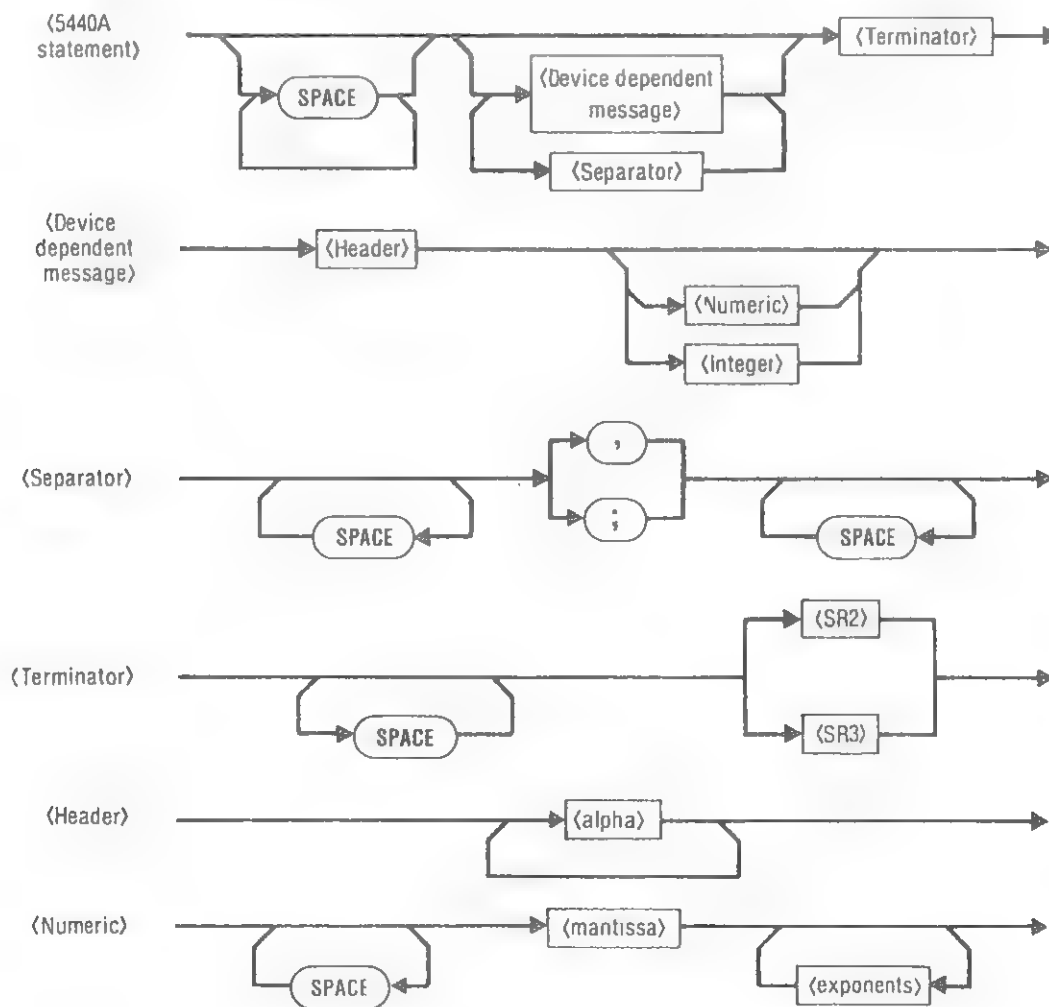 ⟨5440A
statement⟩
SPACE
⟨Device dependent
message⟩
⟨Separator⟩
⟨Terminator⟩
⟨Device
dependent
message⟩
⟨Header⟩
⟨Numeric⟩
⟨Integer⟩
⟨Separator⟩
SPACE
,
;
SPACE
⟨Terminator⟩
SPACE
⟨SR2⟩
⟨SR3⟩
⟨Header⟩
⟨alpha⟩
⟨Numeric⟩
SPACE
⟨mantissa⟩
⟨exponents⟩